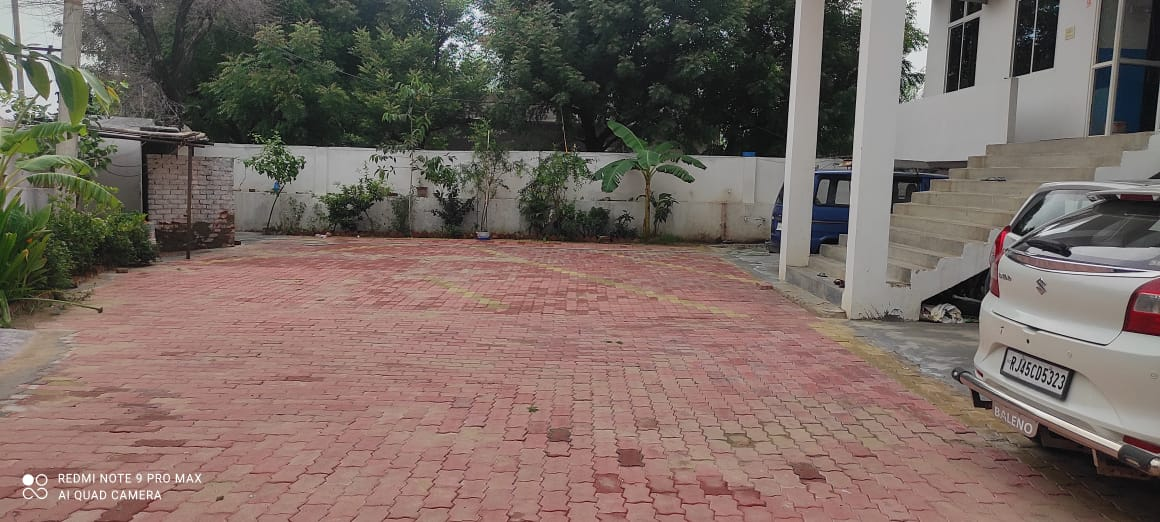 RJ45CD5323
BALENO
REDMI NOTE 9 PRO MAX
AI QUAD CAMERA